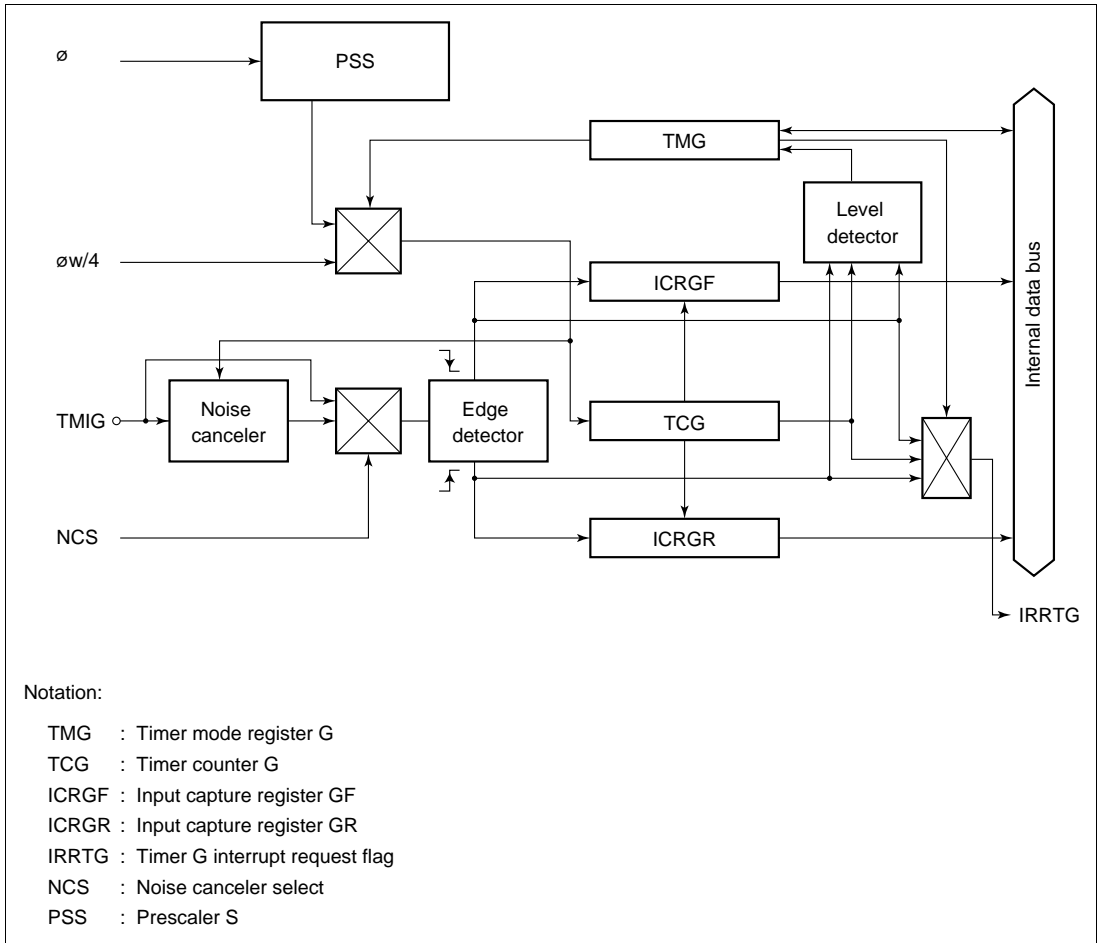 ø
PSS
TMG
Level
detector
øw/4
ICRGF
Internal data bus
TMIG
Noise
canceler
Edge
detector
TCG
NCS
ICRGR
IRRTG
Notation:
TMG : Timer mode register G
TCG : Timer counter G
ICRGF : Input capture register GF
ICRGR : Input capture register GR
IRRTG : Timer G interrupt request flag
NCS : Noise canceler select
PSS : Prescaler S